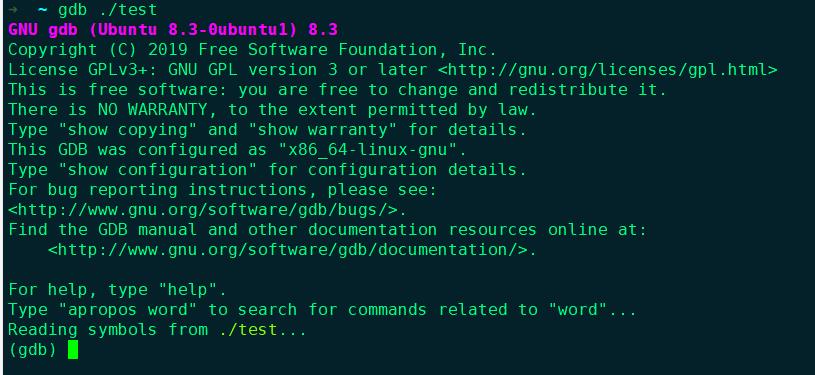 ➜  ~ gdb ./test
GNU gdb (Ubuntu 8.3-0ubuntu1) 8.3
Copyright (C) 2019 Free Software Foundation, Inc.
License GPLv3+: GNU GPL version 3 or later <http://gnu.org/licenses/gpl.html>
This is free software: you are free to change and redistribute it.
There is NO WARRANTY, to the extent permitted by law.
Type "show copying" and "show warranty" for details.
This GDB was configured as "x86_64-linux-gnu".
Type "show configuration" for configuration details.
For bug reporting instructions, please see:
<http://www.gnu.org/software/gdb/bugs/>.
Find the GDB manual and other documentation resources online at:
    <http://www.gnu.org/software/gdb/documentation/>.

For help, type "help".
Type "apropos word" to search for commands related to "word"...
Reading symbols from ./test...
(gdb)